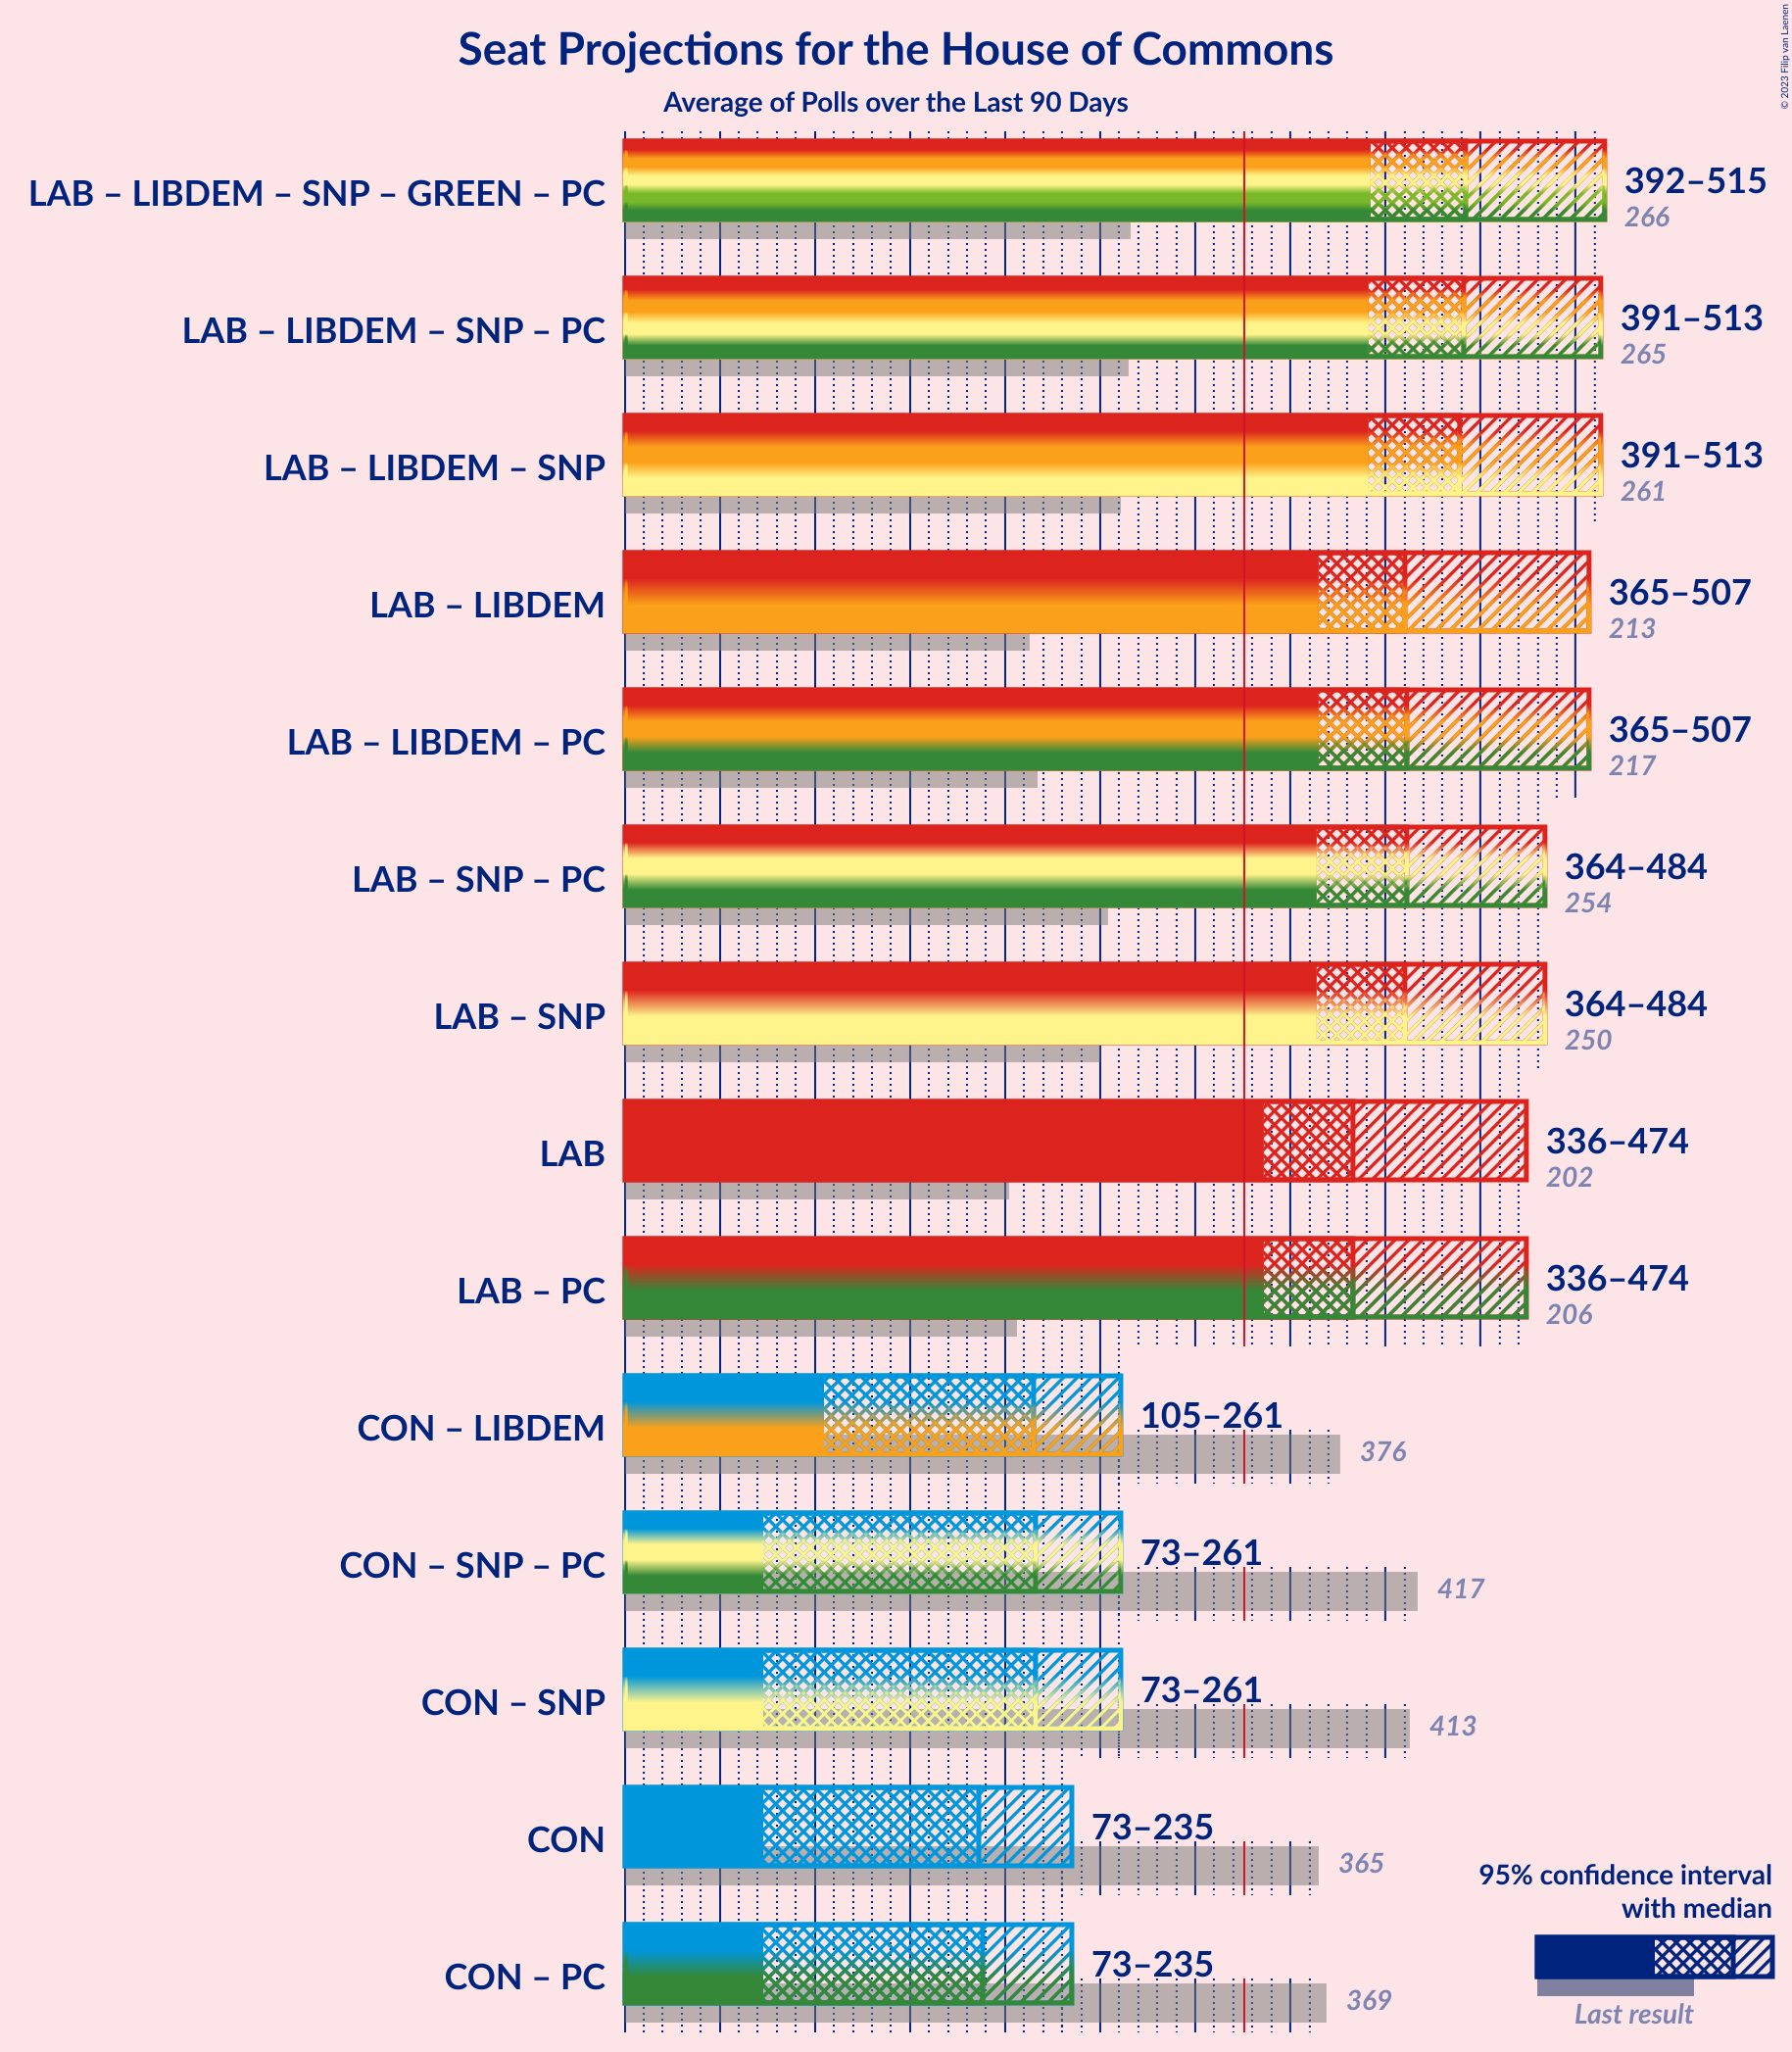 © 2023 Filip van Laenen
Seat Projections for the House of Commons
Average of Polls over the Last 90 Days
LAB – LIBDEM – SNP – GREEN – PC
392–515
266
LAB – LIBDEM – SNP – PC
391–513
265
LAB – LIBDEM – SNP
391–513
261
LAB – LIBDEM
365–507
213
LAB – LIBDEM – PC
365–507
217
LAB – SNP – PC
364–484
254
LAB – SNP
364–484
250
LAB
336–474
202
LAB – PC
336–474
206
CON – LIBDEM
105–261
376
CON – SNP – PC
73–261
417
CON – SNP
73–261
413
CON
73–235
365
CON – PC
73–235
369
95% confidence interval
with median
Last result